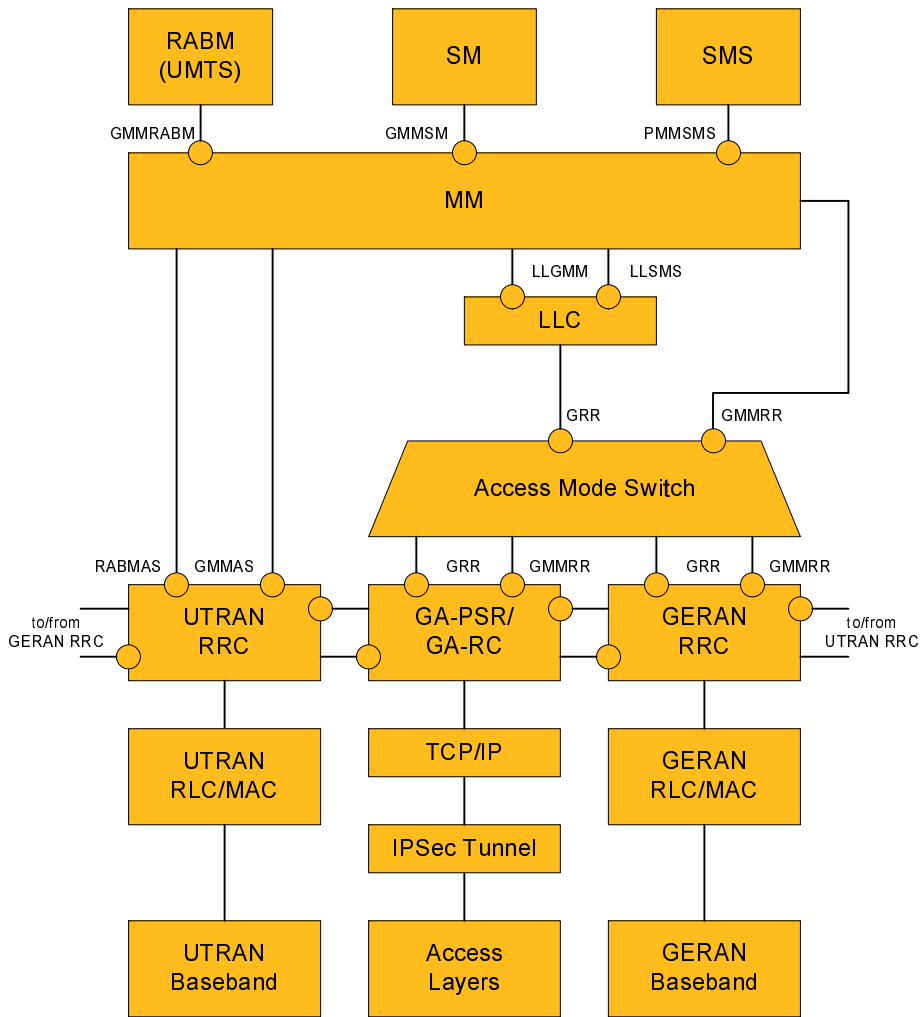 RABM
(UMTS)
SM
SMS
GMMRABM
GMMSM
PMMSMS
MM
LLGMM
LLSMS
LLC
GRR
GMMRR
Access Mode Switch
RABMAS
GMMAS
GRR
GMMRR
GRR
GMMRR
to/from
GERAN RRC
UTRAN
RRC
GA-PSR/
GA-RC
GERAN
RRC
to/from
UTRAN RRC
UTRAN
RLC/MAC
TCP/IP
GERAN
RLC/MAC
IPSec Tunnel
UTRAN
Baseband
Access
Layers
GERAN
Baseband